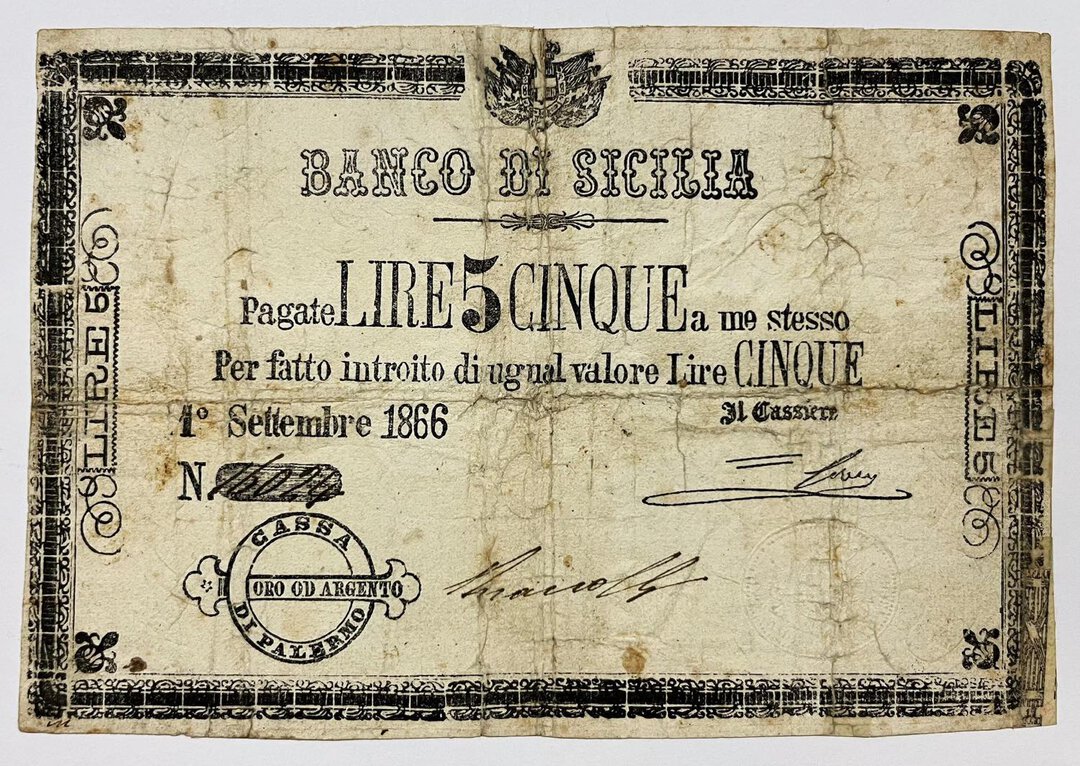 BANCO DI SICILIA
Pagate LIRE 5 CINQUE a me stesso
Per fatto introito di ugual valore Lire CINQUE
1º Settembre 1866
Il Cassiere
N.
LIRE 5
LIRE 5
CASSA
ORO OD ARGENTO
DI PALERMO